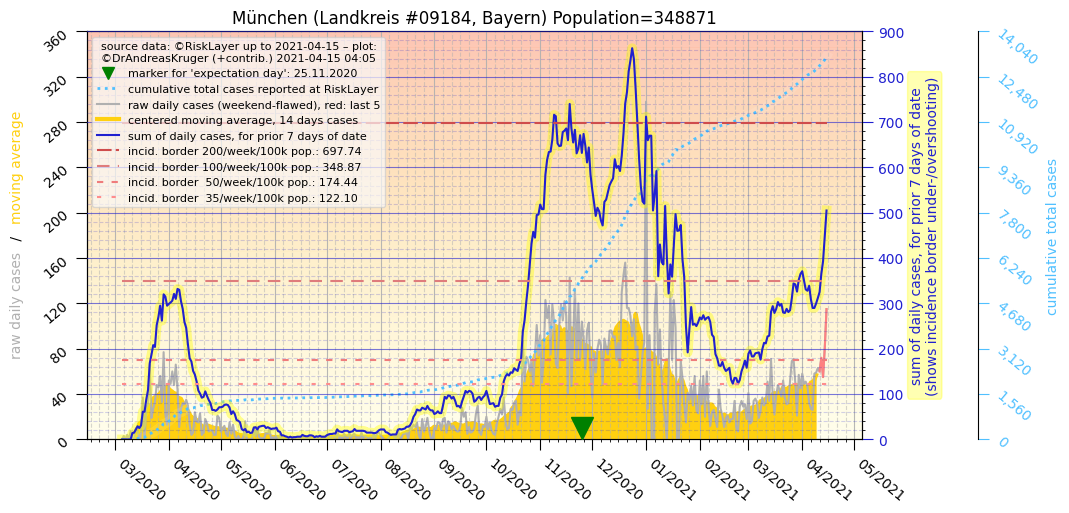 München (Landkreis #09184, Bayern) Population=348871
source data: ©RiskLayer up to 2021-04-15 – plot:
©DrAndreasKruger (+contrib.) 2021-04-15 04:05
marker for 'expectation day': 25.11.2020
cumulative total cases reported at RiskLayer
raw daily cases (weekend-flawed), red: last 5
centered moving average, 14 days cases
sum of daily cases, for prior 7 days of date
incid. border 200/week/100k pop.: 697.74
incid. border 100/week/100k pop.: 348.87
incid. border  50/week/100k pop.: 174.44
incid. border  35/week/100k pop.: 122.10
raw daily cases  /  moving average
360
320
280
240
200
160
120
80
40
0
03/2020
04/2020
05/2020
06/2020
07/2020
08/2020
09/2020
10/2020
11/2020
12/2020
01/2021
02/2021
03/2021
04/2021
05/2021
900
800
700
600
500
400
300
200
100
0
sum of daily cases, for prior 7 days of date
(shows incidence border under-/overshooting)
14,040
12,480
10,920
9,360
7,800
6,240
4,680
3,120
1,560
0
cumulative total cases